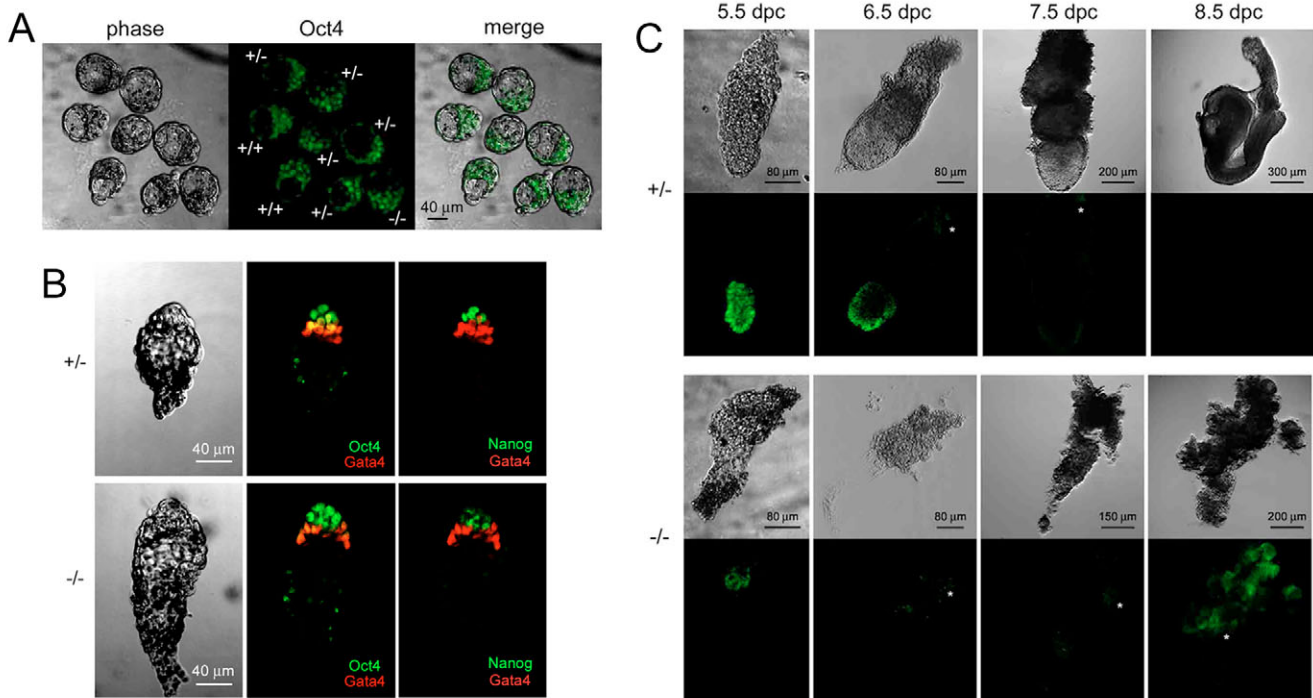 A
phase Oct4 merge
+/-
+/-
+/-
+/+
+/-
+/+
+/-
-/-
40 μm
B
+/-
40 μm
Oct4
Gata4
Nanog
Gata4
-/-
40 μm
Oct4
Gata4
Nanog
Gata4
C
5.5 dpc 6.5 dpc 7.5 dpc 8.5 dpc
80 μm 80 μm 200 μm 300 μm
+/-
*
*
80 μm 80 μm 150 μm 200 μm
-/-
*
*
*